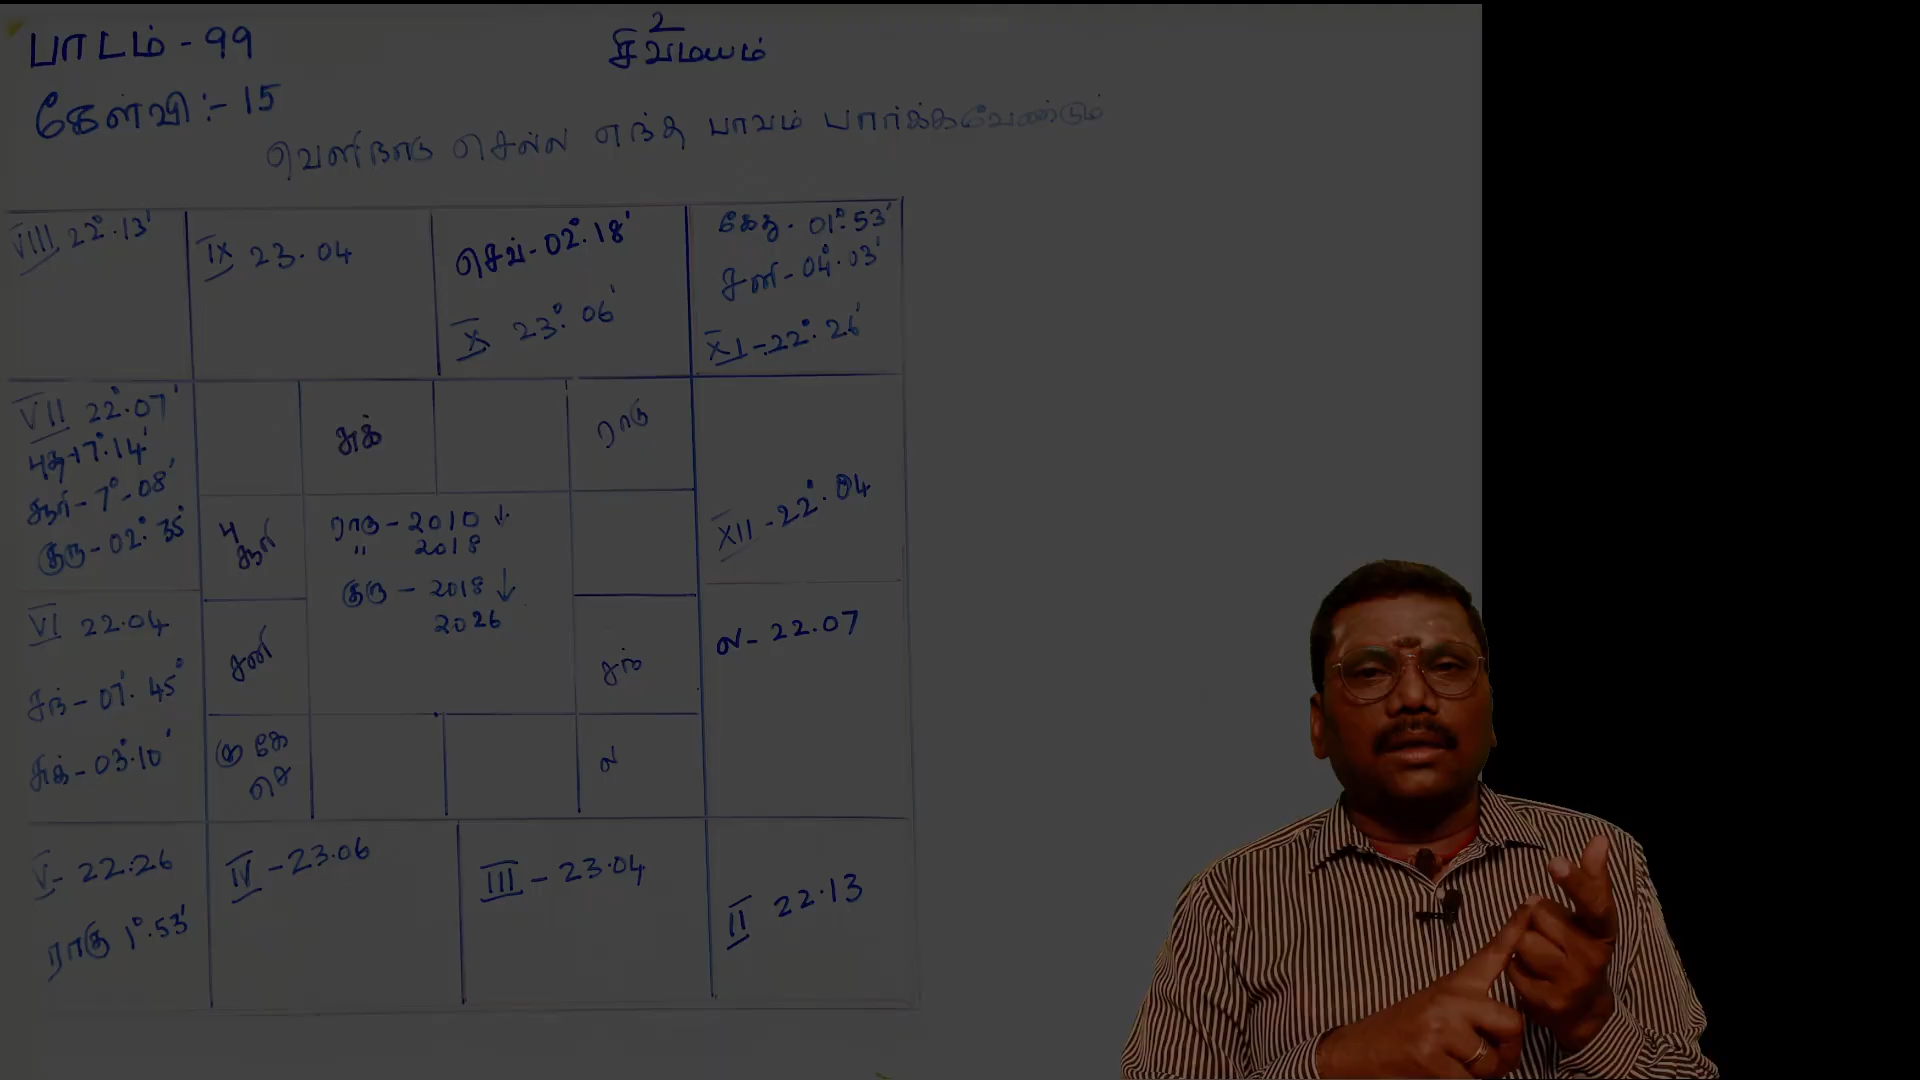 பாடம் - 99
உ
சிவமயம்
கேள்வி :- 15
வெளிநாடு செல்ல எந்த பாவம் பார்க்கவேண்டும்
VIII 22°.13'
IX 23.04
செவ் - 02°.18'
X 23°.06'
கேது - 01°.53'
சனி - 04°.03'
XI - 22°.26'
VII 22°.07'
புத 17°.14'
சூரி - 7°-08'
குரு - 02°.35'
சுக்
ராகு
XII - 22°.04
பு
சூரி
ராகு - 2010 ↓
" 2018
குரு - 2018 ↓
2026
VI 22.04
சந் - 07°.45'
சுக் - 03°.10'
சனி
சந்
ல - 22.07
கு கே
செ
ல
V - 22.26
ராகு 1°.53'
IV - 23.06
III - 23.04
II 22.13